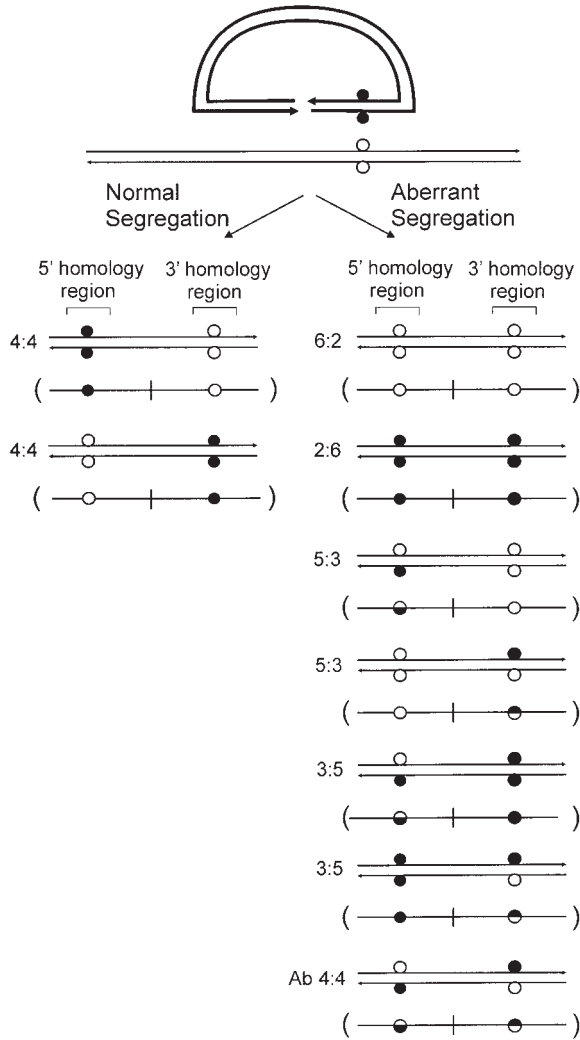 Normal
Segregation
Aberrant
Segregation
5' homology
region
3' homology
region
5' homology
region
3' homology
region
4:4
( )
4:4
( )
6:2
( )
2:6
( )
5:3
( )
5:3
( )
3:5
( )
3:5
( )
Ab 4:4
( )